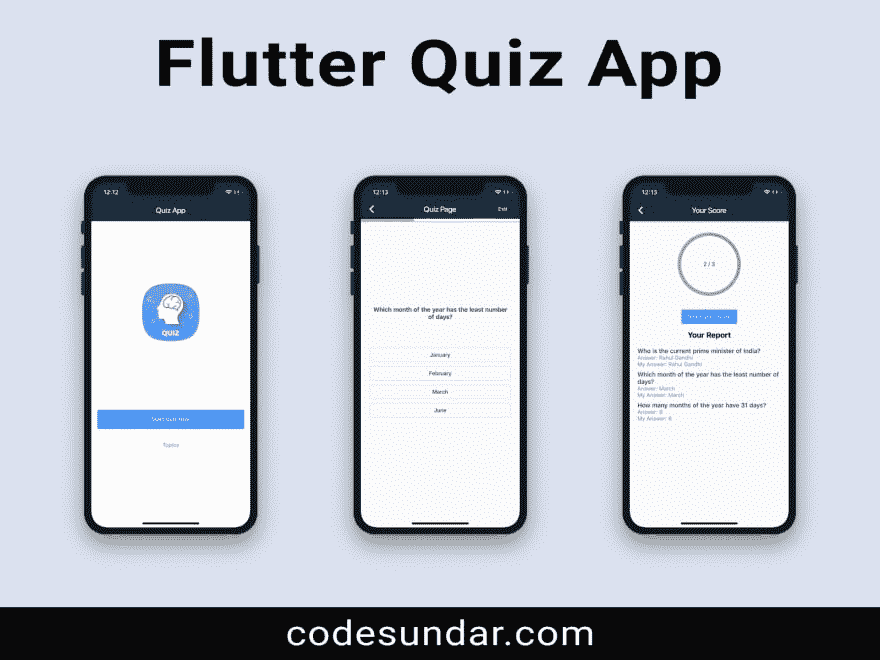 Flutter Quiz App
12:12
Quiz App
QUIZ
Topics
12:13
Quiz Page
Which month of the year has the least number
of days?
January
February
March
June
12:13
Your Score
2 / 3
Your Report
Who is the current prime minister of India?
Answer: Rahul Gandhi
My Answer: Rahul Gandhi
Which month of the year has the least number of
days?
Answer: March
My Answer: March
How many months of the year have 31 days?
My Answer: 6
codesundar.com